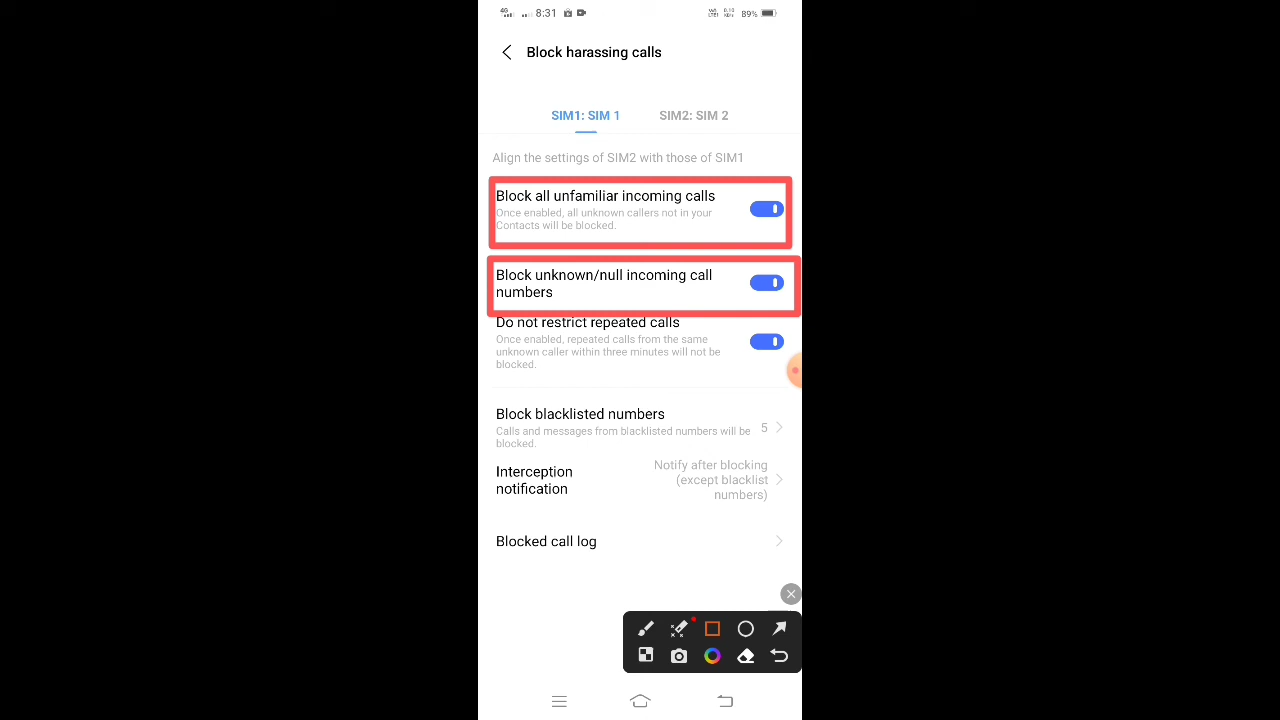 4G 8:31 89%
Block harassing calls
SIM1: SIM 1 SIM2: SIM 2
Align the settings of SIM2 with those of SIM1
Block all unfamiliar incoming calls
Once enabled, all unknown callers not in your
Contacts will be blocked.
Block unknown/null incoming call
numbers
Do not restrict repeated calls
Once enabled, repeated calls from the same
unknown caller within three minutes will not be
blocked.
Block blacklisted numbers
Calls and messages from blacklisted numbers will be
blocked.
5
Interception
notification
Notify after blocking
(except blacklist
numbers)
Blocked call log